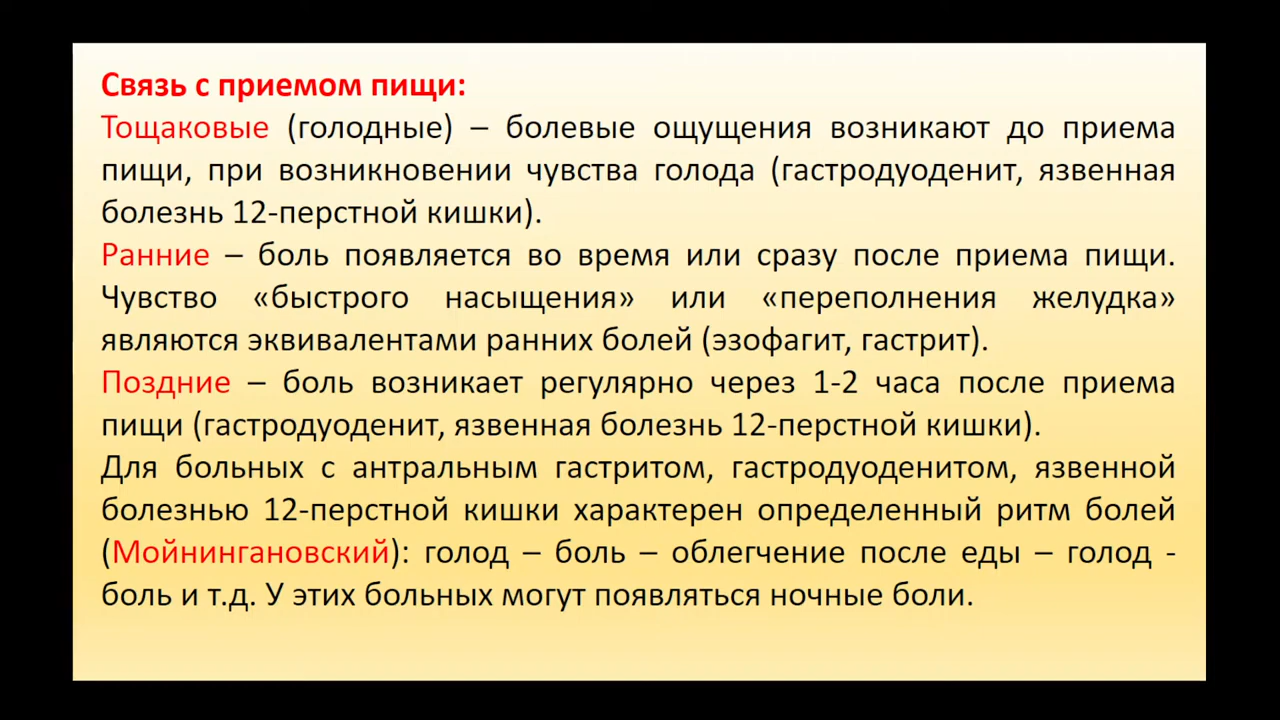 Связь с приемом пищи:
Тощаковые (голодные) – болевые ощущения возникают до приема
пищи, при возникновении чувства голода (гастродуоденит, язвенная
болезнь 12-перстной кишки).
Ранние – боль появляется во время или сразу после приема пищи.
Чувство «быстрого насыщения» или «переполнения желудка»
являются эквивалентами ранних болей (эзофагит, гастрит).
Поздние – боль возникает регулярно через 1-2 часа после приема
пищи (гастродуоденит, язвенная болезнь 12-перстной кишки).
Для больных с антральным гастритом, гастродуоденитом, язвенной
болезнью 12-перстной кишки характерен определенный ритм болей
(Мойнингановский): голод – боль – облегчение после еды – голод -
боль и т.д. У этих больных могут появляться ночные боли.